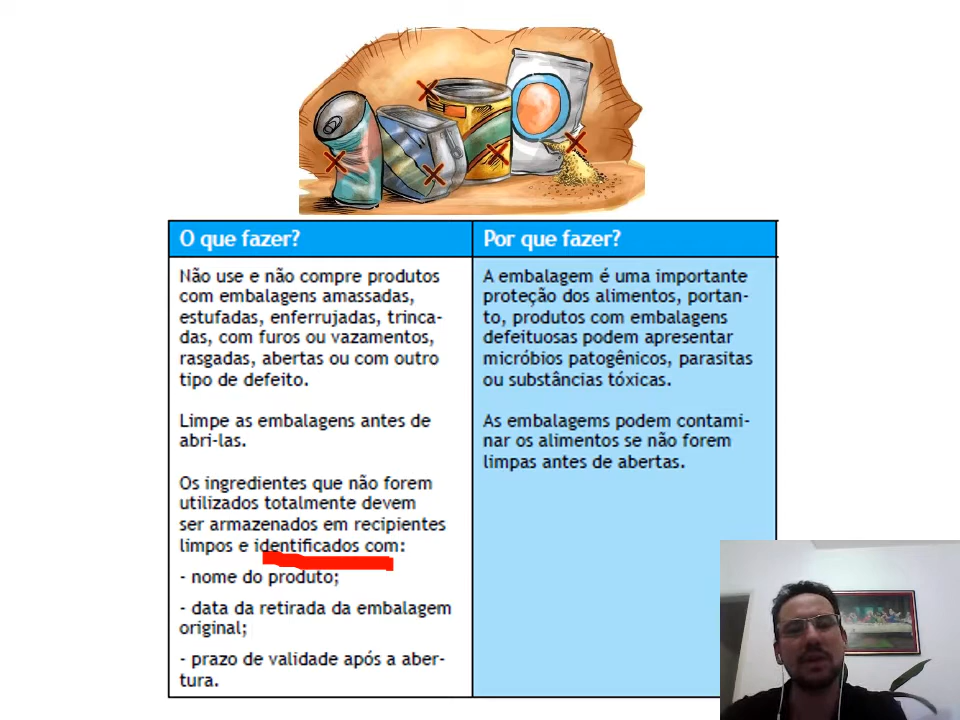 O que fazer?
Por que fazer?
Não use e não compre produtos
com embalagens amassadas,
estufadas, enferrujadas, trinca-
das, com furos ou vazamentos,
rasgadas, abertas ou com outro
tipo de defeito.
Limpe as embalagens antes de
abri-las.
Os ingredientes que não forem
utilizados totalmente devem
ser armazenados em recipientes
limpos e identificados com:
- nome do produto;
- data da retirada da embalagem
original;
- prazo de validade após a aber-
tura.
A embalagem é uma importante
proteção dos alimentos, portan-
to, produtos com embalagens
defeituosas podem apresentar
micróbios patogênicos, parasitas
ou substâncias tóxicas.
As embalagems podem contami-
nar os alimentos se não forem
limpas antes de abertas.